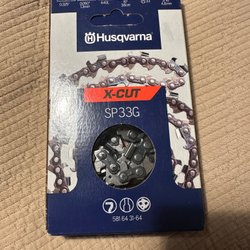 Husqvarna
X-CUT
SP33G
581 64 31-64